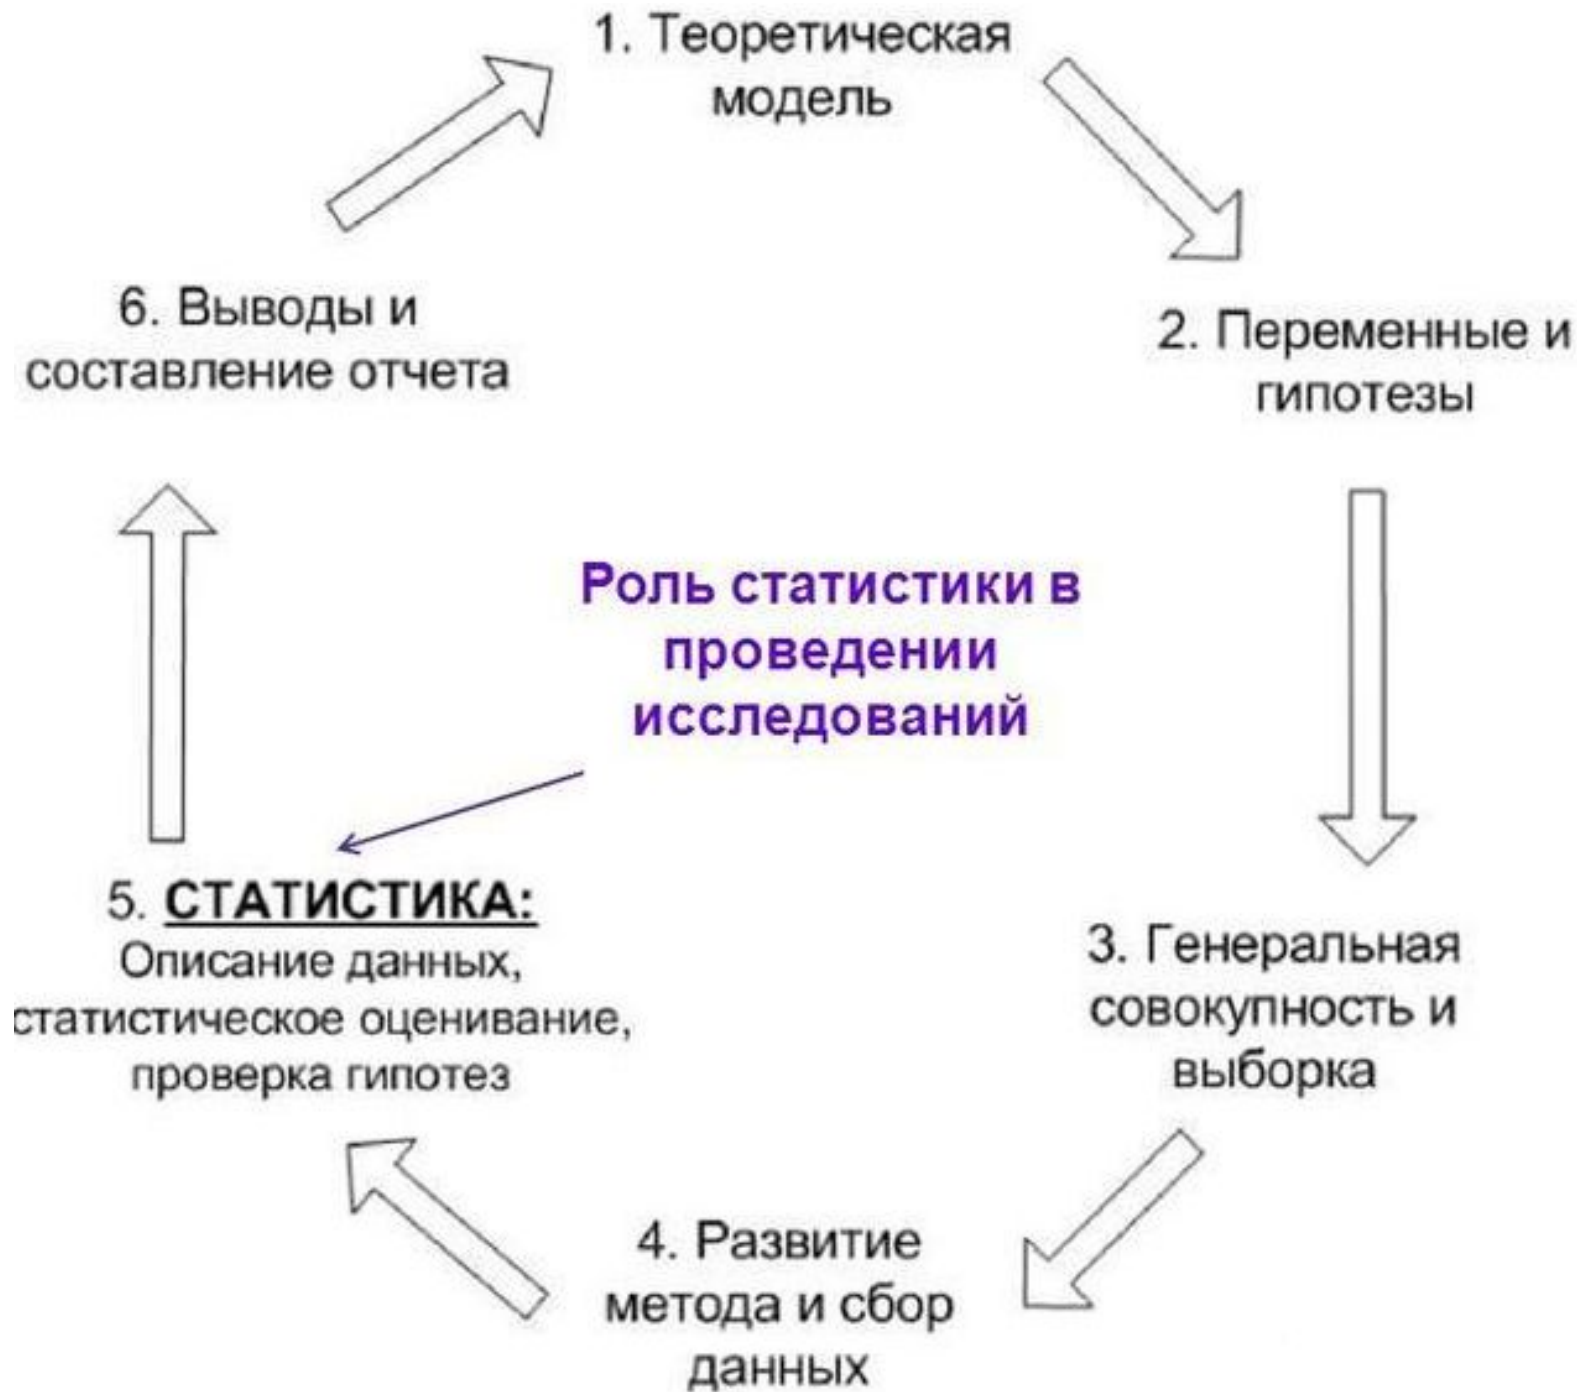 1. Теоретическая
модель
2. Переменные и
гипотезы
3. Генеральная
совокупность и
выборка
4. Развитие
метода и сбор
данных
5. СТАТИСТИКА:
Описание данных,
статистическое оценивание,
проверка гипотез
6. Выводы и
составление отчета
Роль статистики в
проведении
исследований